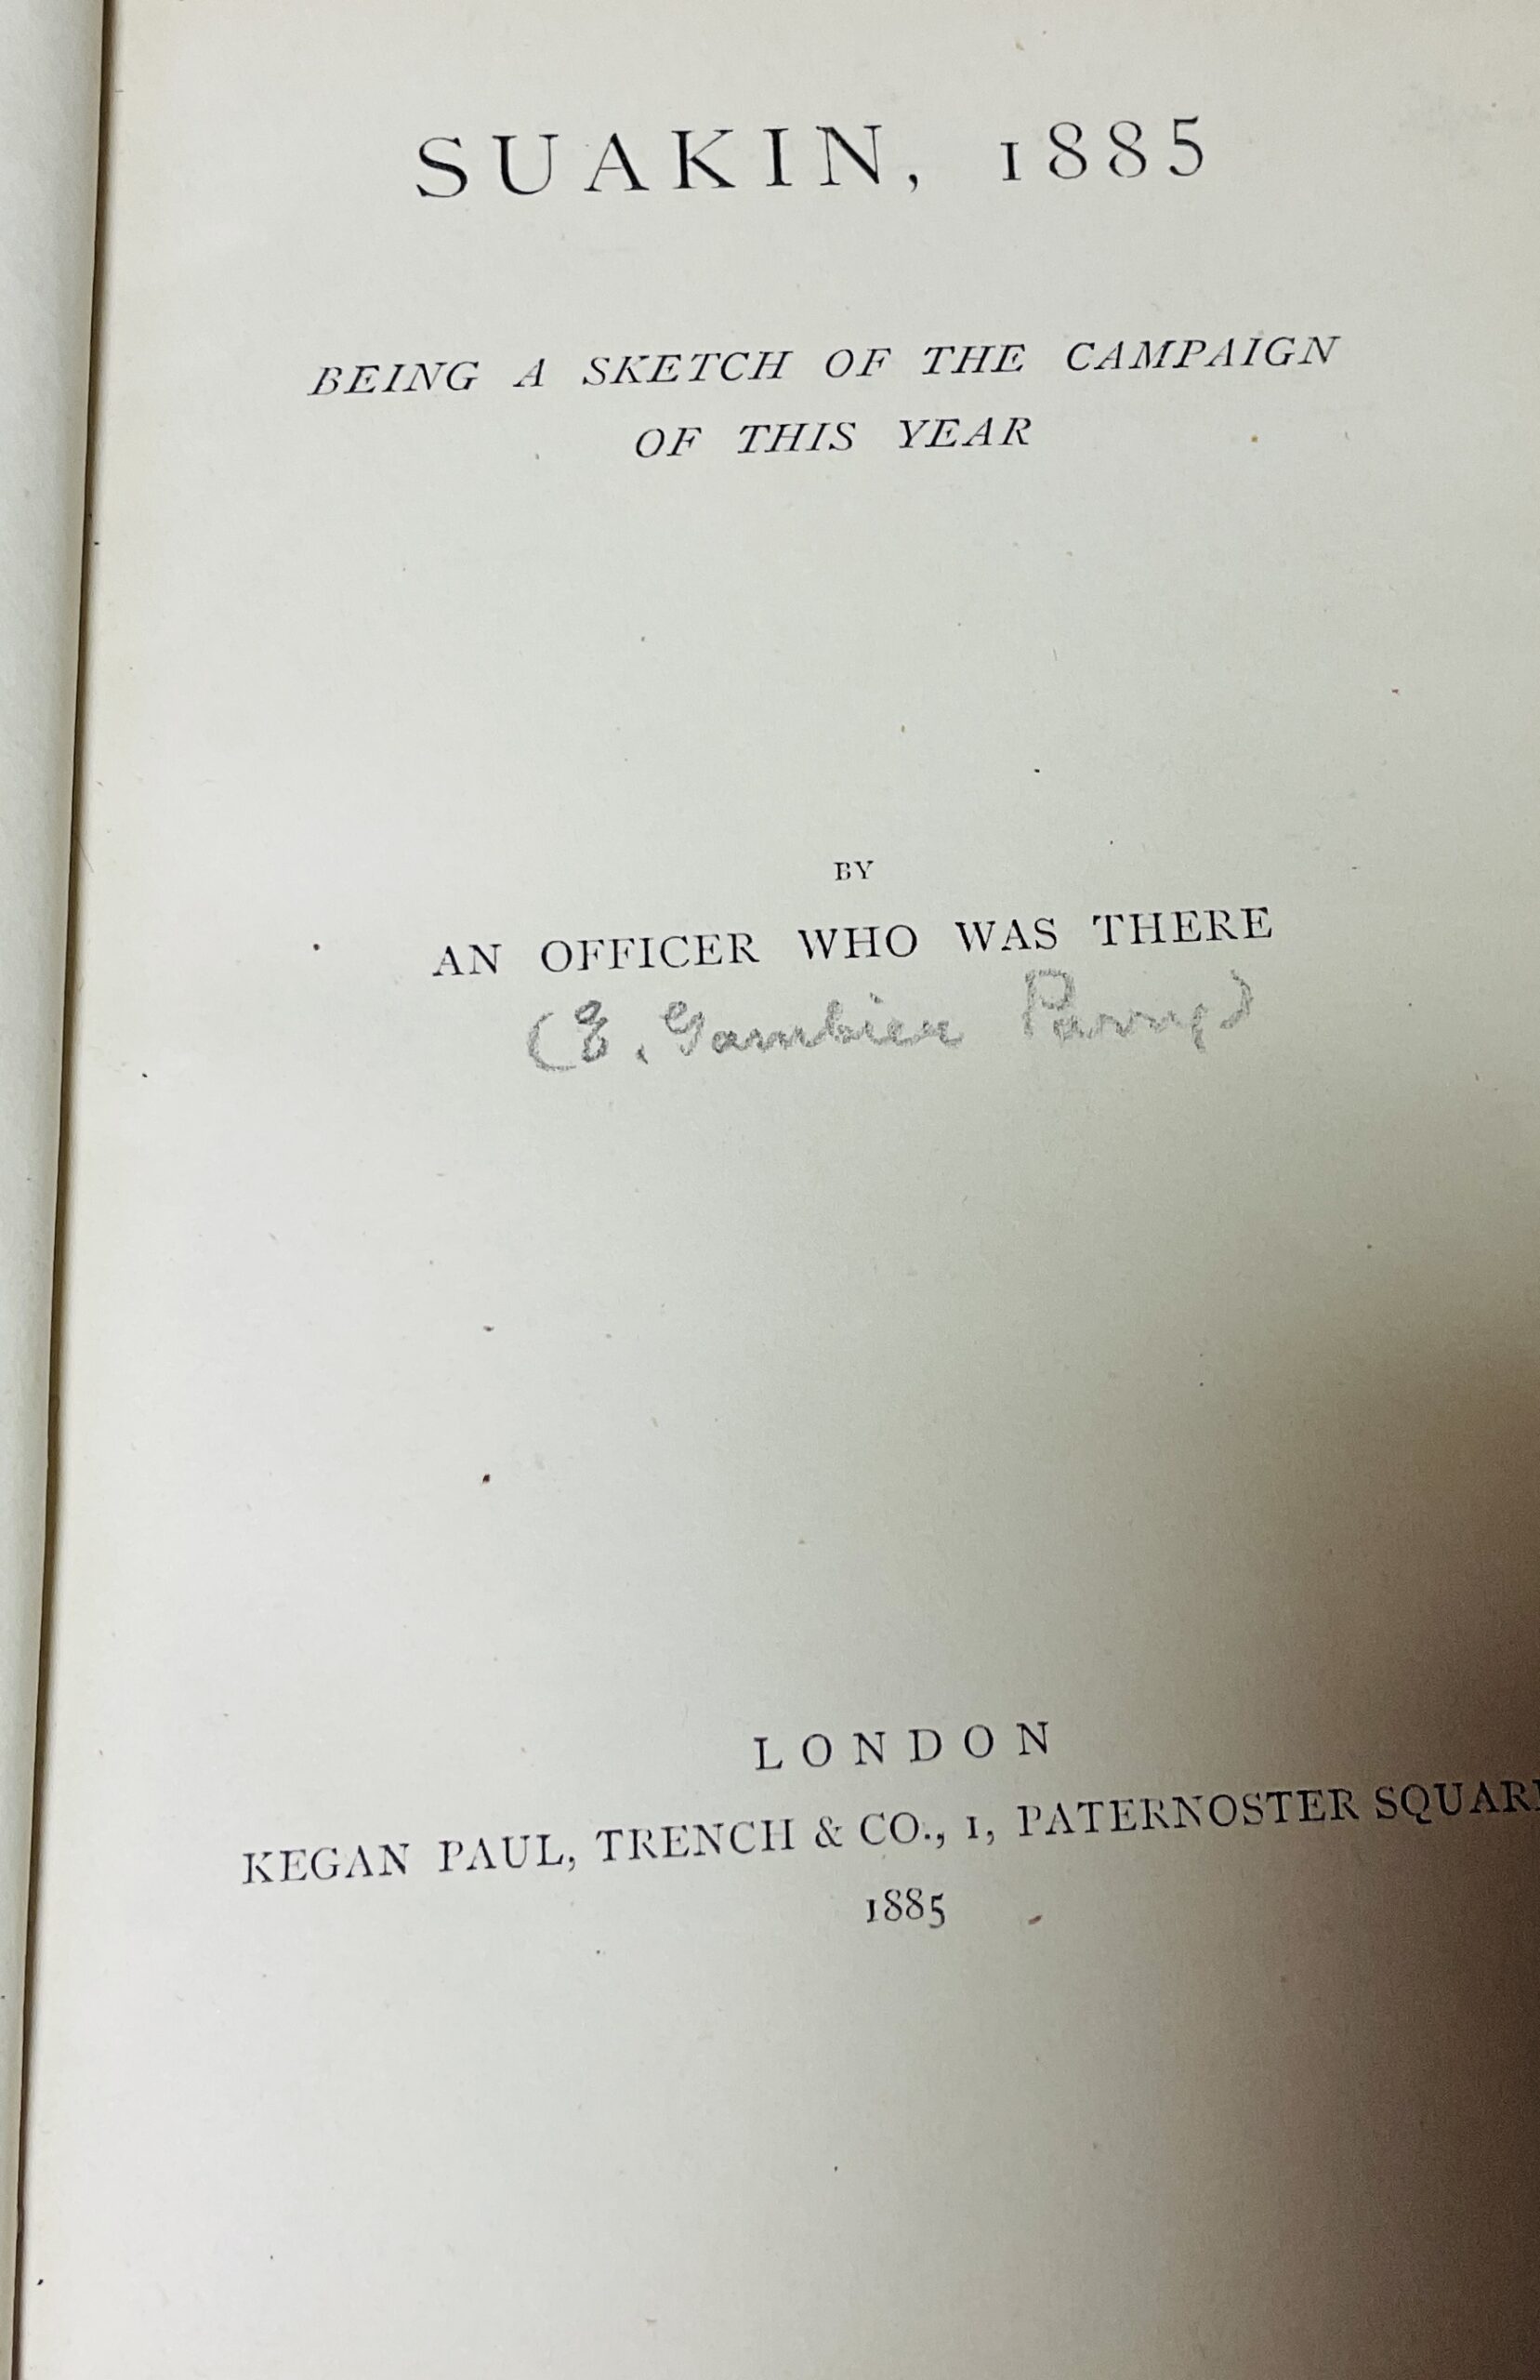 SUAKIN, 1885
BEING A SKETCH OF THE CAMPAIGN
OF THIS YEAR
BY
AN OFFICER WHO WAS THERE
(E. Gambier Parry)
LONDON
KEGAN PAUL, TRENCH & CO., 1, PATERNOSTER SQUARE
1885